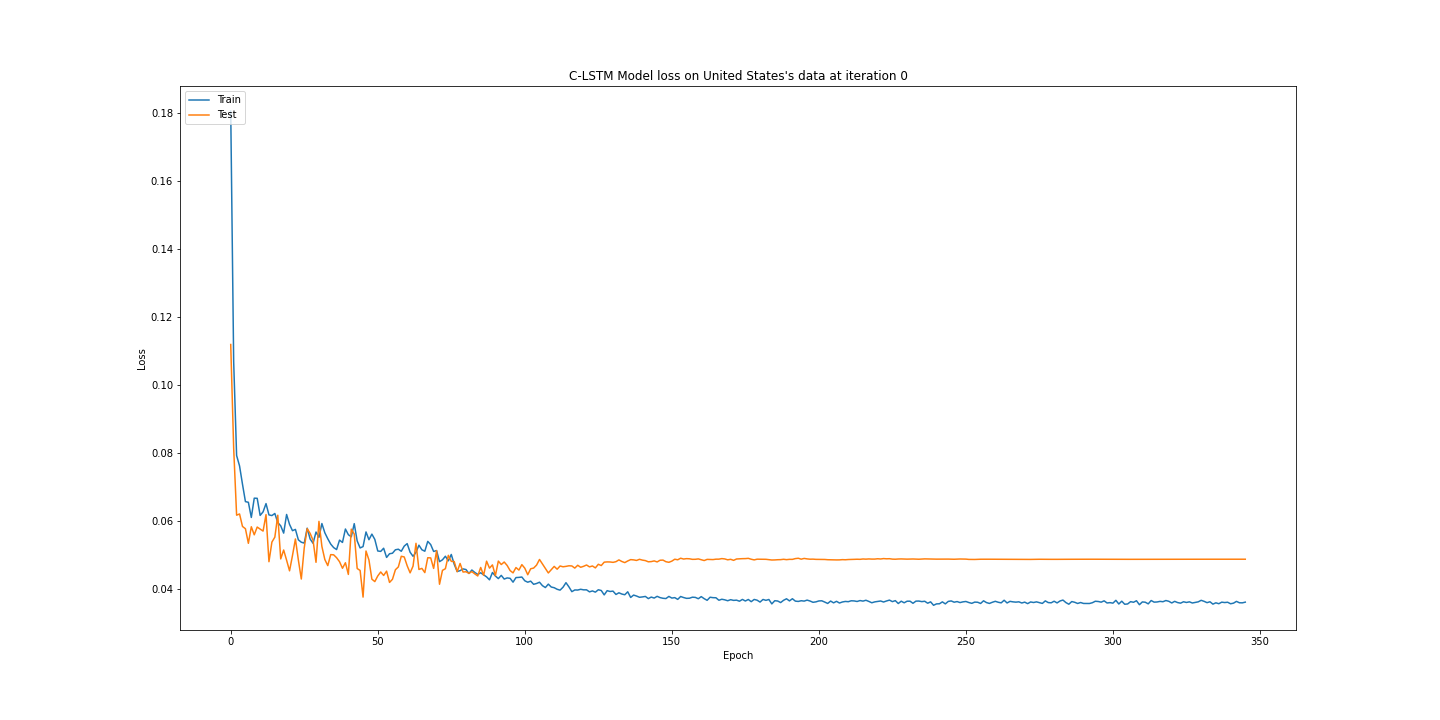 C-LSTM Model loss on United States's data at iteration 0
Train
Test
0.18
0.16
0.14
0.12
0.10
0.08
0.06
0.04
Loss
0 50 100 150 200 250 300 350
Epoch